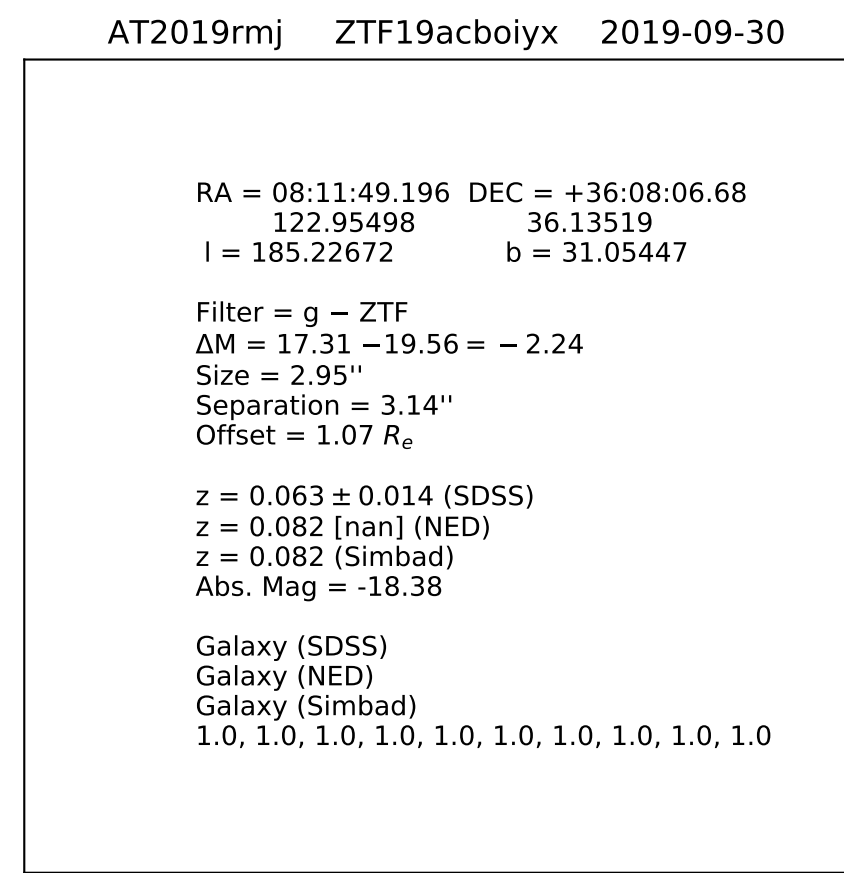 AT2019rmj ZTF19acboiyx 2019-09-30
RA = 08:11:49.196 DEC = +36:08:06.68
122.95498 36.13519
l = 185.22672 b = 31.05447
Filter = g − ZTF
ΔM = 17.31 −19.56 = − 2.24
Size = 2.95''
Separation = 3.14''
Offset = 1.07 Re
z = 0.063 ± 0.014 (SDSS)
z = 0.082 [nan] (NED)
z = 0.082 (Simbad)
Abs. Mag = -18.38
Galaxy (SDSS)
Galaxy (NED)
Galaxy (Simbad)
1.0, 1.0, 1.0, 1.0, 1.0, 1.0, 1.0, 1.0, 1.0, 1.0